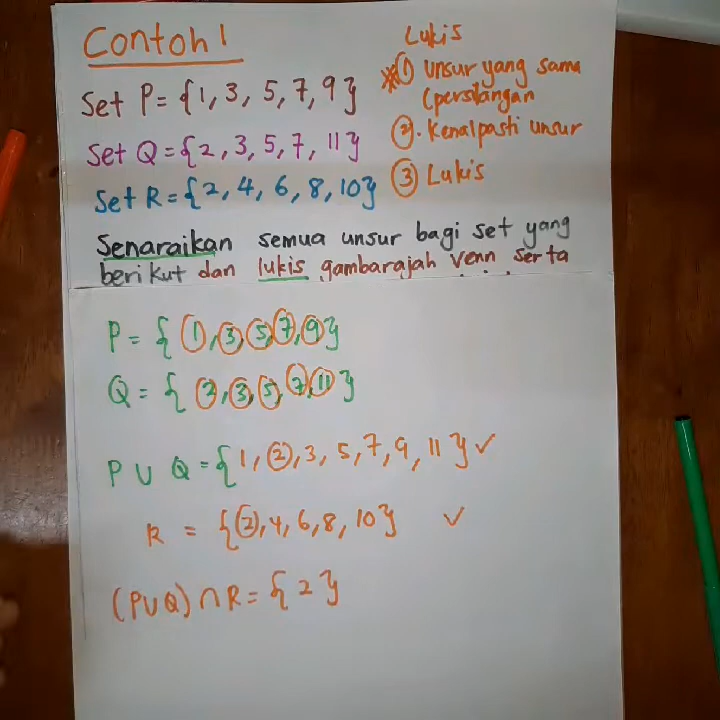 Contoh 1
Set P = {1, 3, 5, 7, 9}
Set Q = {2, 3, 5, 7, 11}
Set R = {2, 4, 6, 8, 10}
Lukis
① unsur yang sama
(persilangan
②. Kenalpasti unsur
③ Lukis
Senaraikan semua unsur bagi set yang
berikut dan lukis gambarajah venn serta
P = {1, 3, 5, 7, 9}
Q = {2, 3, 5, 7, 11}
P ∪ Q = {1, 2, 3, 5, 7, 9, 11} ✓
R = {2, 4, 6, 8, 10} ✓
(P∪Q) ∩ R = {2}